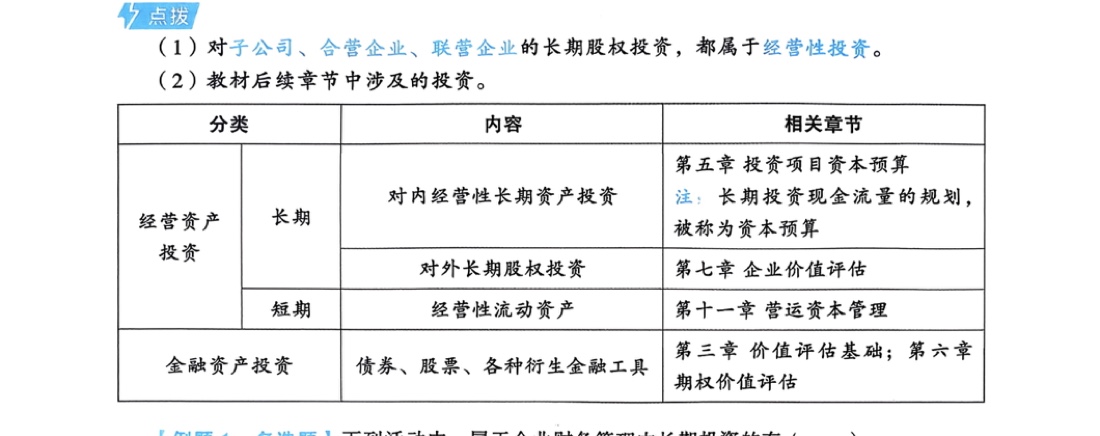 点拨
（1）对子公司、合营企业、联营企业的长期股权投资，都属于经营性投资。
（2）教材后续章节中涉及的投资。
分类 内容 相关章节
经营资产投资 长期 对内经营性长期资产投资 第五章 投资项目资本预算
注：长期投资现金流量的规划，
被称为资本预算
对外长期股权投资 第七章 企业价值评估
短期 经营性流动资产 第十一章 营运资本管理
金融资产投资 债券、股票、各种衍生金融工具 第三章 价值评估基础；第六章
期权价值评估